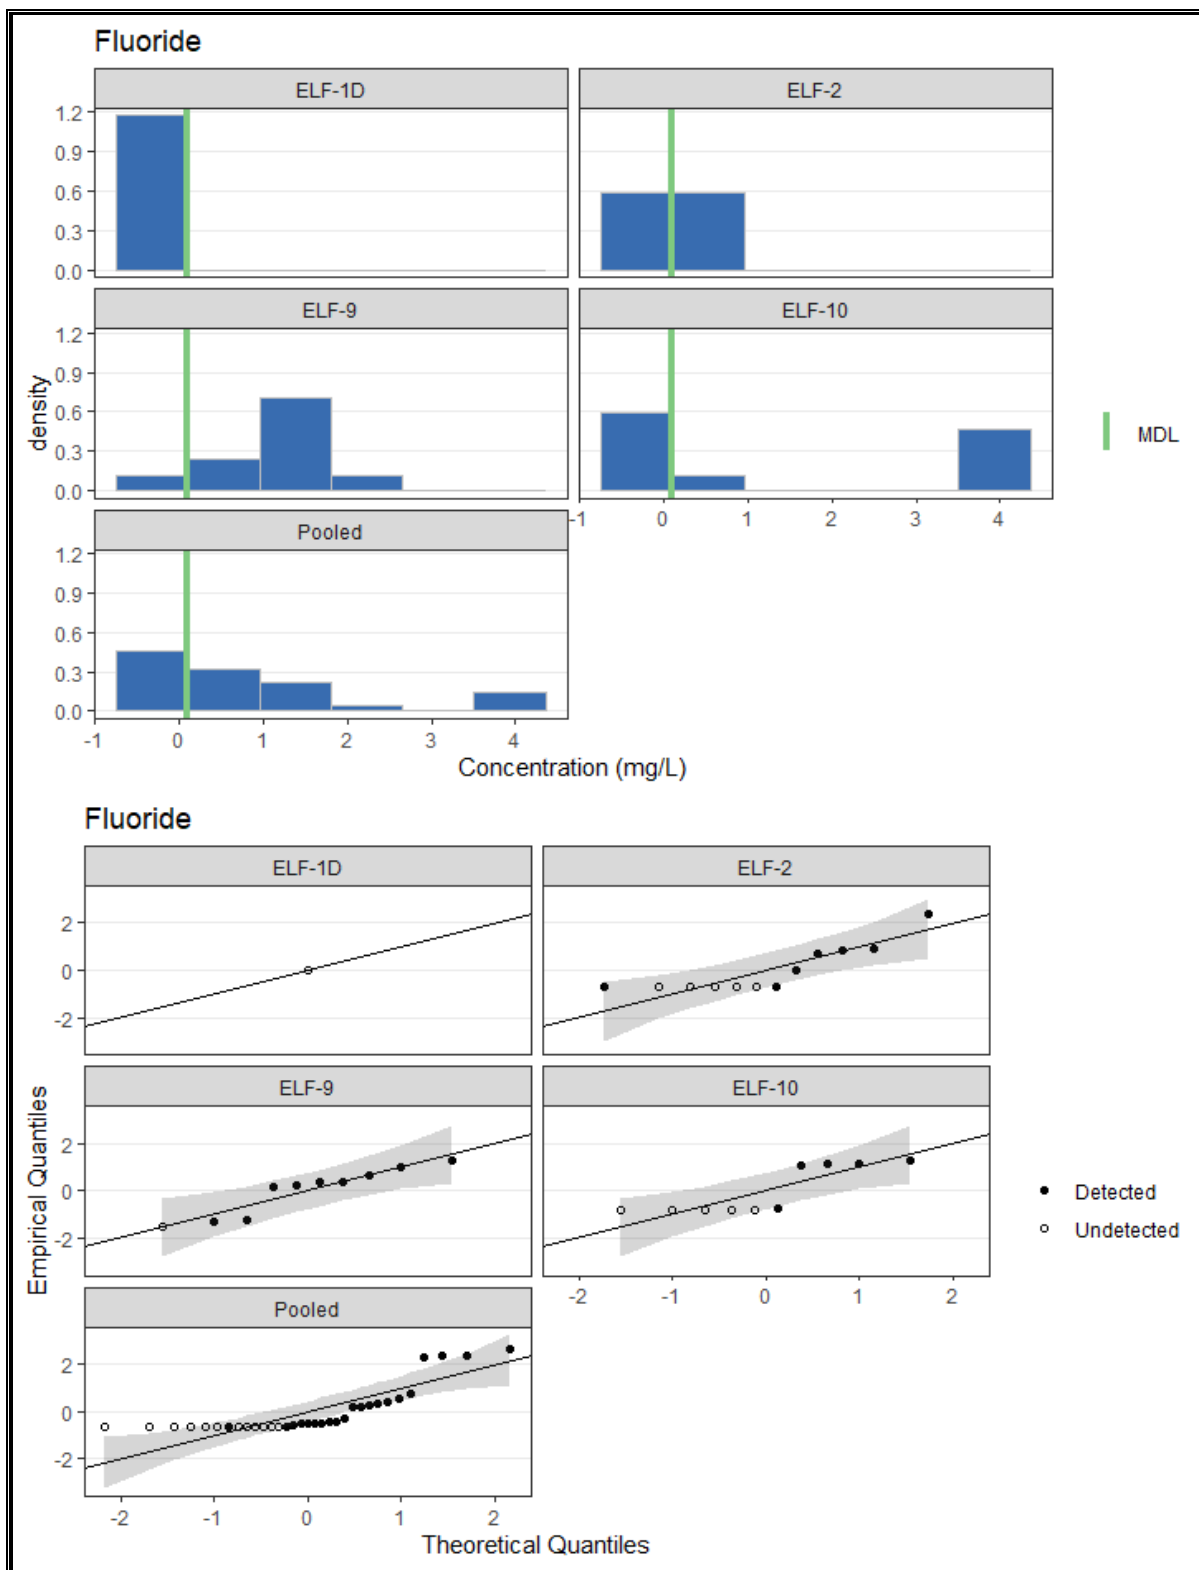 Fluoride
ELF-1D
ELF-2
1.2
0.9
0.6
0.3
0.0
ELF-9
ELF-10
1.2
0.9
0.6
0.3
0.0
density
-1 0 1 2 3 4
MDL
Pooled
1.2
0.9
0.6
0.3
0.0
-1 0 1 2 3 4
Concentration (mg/L)
Fluoride
ELF-1D
ELF-2
2
0
-2
ELF-9
ELF-10
2
0
-2
Empirical Quantiles
-2 -1 0 1 2
Detected
Undetected
Pooled
2
0
-2
-2 -1 0 1 2
Theoretical Quantiles